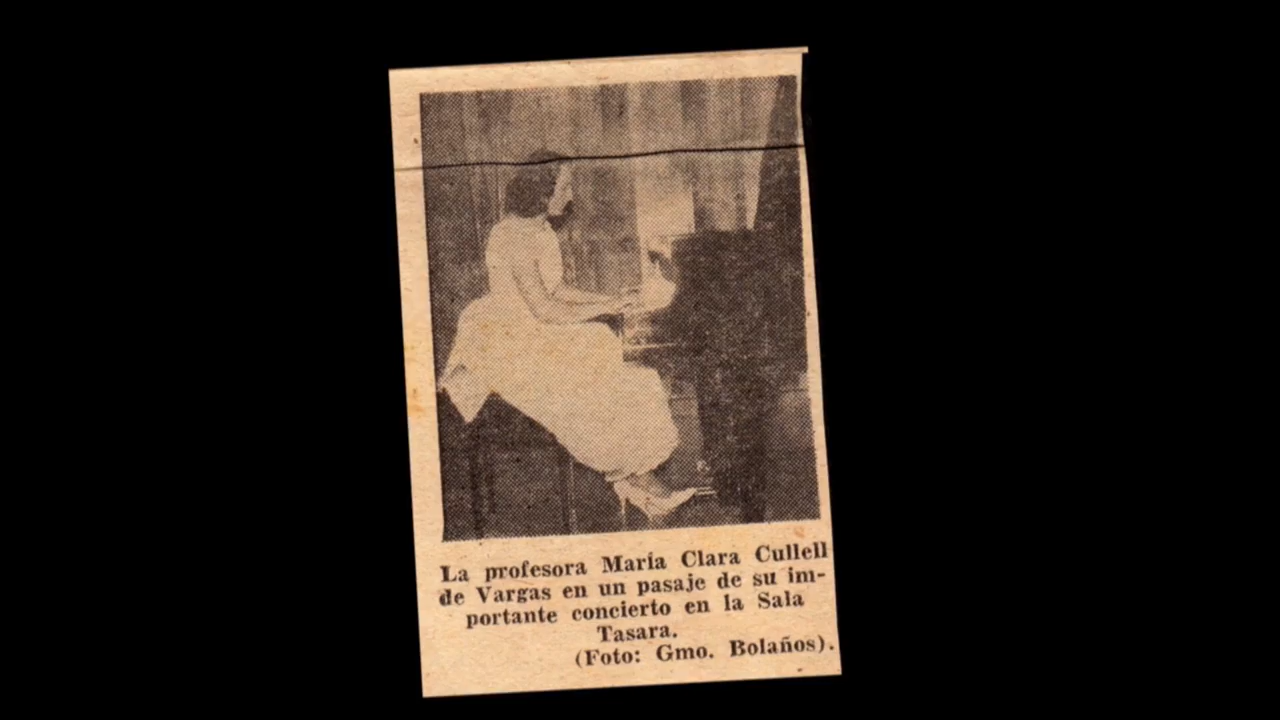 La profesora María Clara Cullell
de Vargas en un pasaje de su im-
portante concierto en la Sala
Tasara.
(Foto: Gmo. Bolaños).